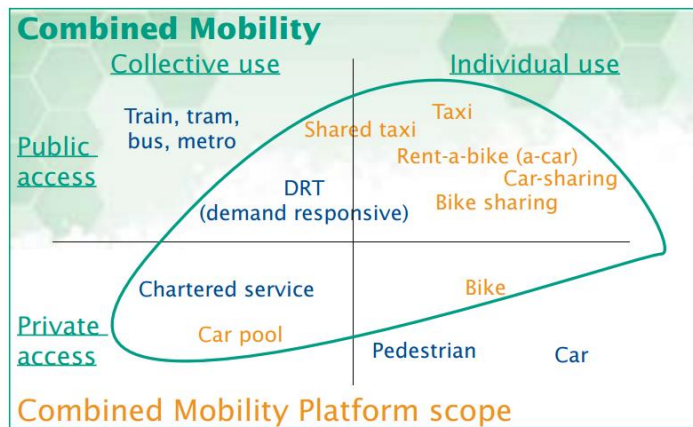 Combined Mobility
Collective use
Individual use
Train, tram,
bus, metro
Shared taxi
Taxi
Public
access
Rent-a-bike (a-car)
Car-sharing
Bike sharing
DRT
(demand responsive)
Chartered service
Bike
Private
access
Car pool
Pedestrian
Car
Combined Mobility Platform scope